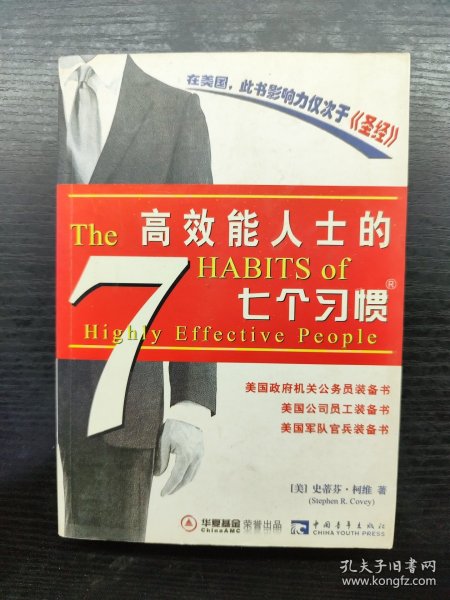 在美国，此书影响力仅次于《圣经》
The 高效能人士的
7 HABITS of
七个习惯®
Highly Effective People
美国政府机关公务员装备书
美国公司员工装备书
美国军队官兵装备书
[美] 史蒂芬·柯维 著
(Stephen R. Covey)
华夏基金 荣誉出品
ChinaAMC
中国青年出版社
CHINA YOUTH PRESS
孔夫子旧书网
www.kongfz.com